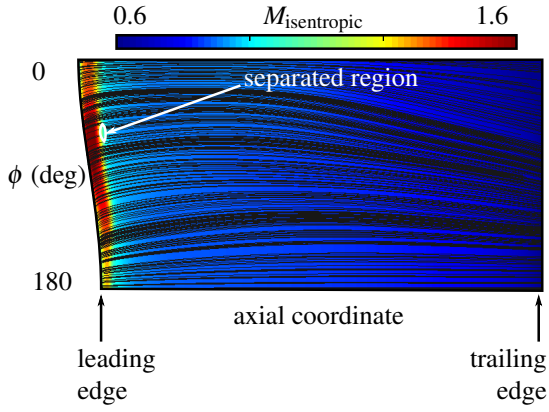 0.6 M_isentropic 1.6
0
separated region
ϕ (deg)
180
axial coordinate
leading
edge
trailing
edge